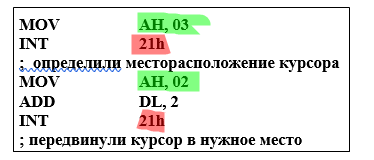 MOV AH, 03
INT 21h
; определили месторасположение курсора
MOV AH, 02
ADD DL, 2
INT 21h
; передвинули курсор в нужное место